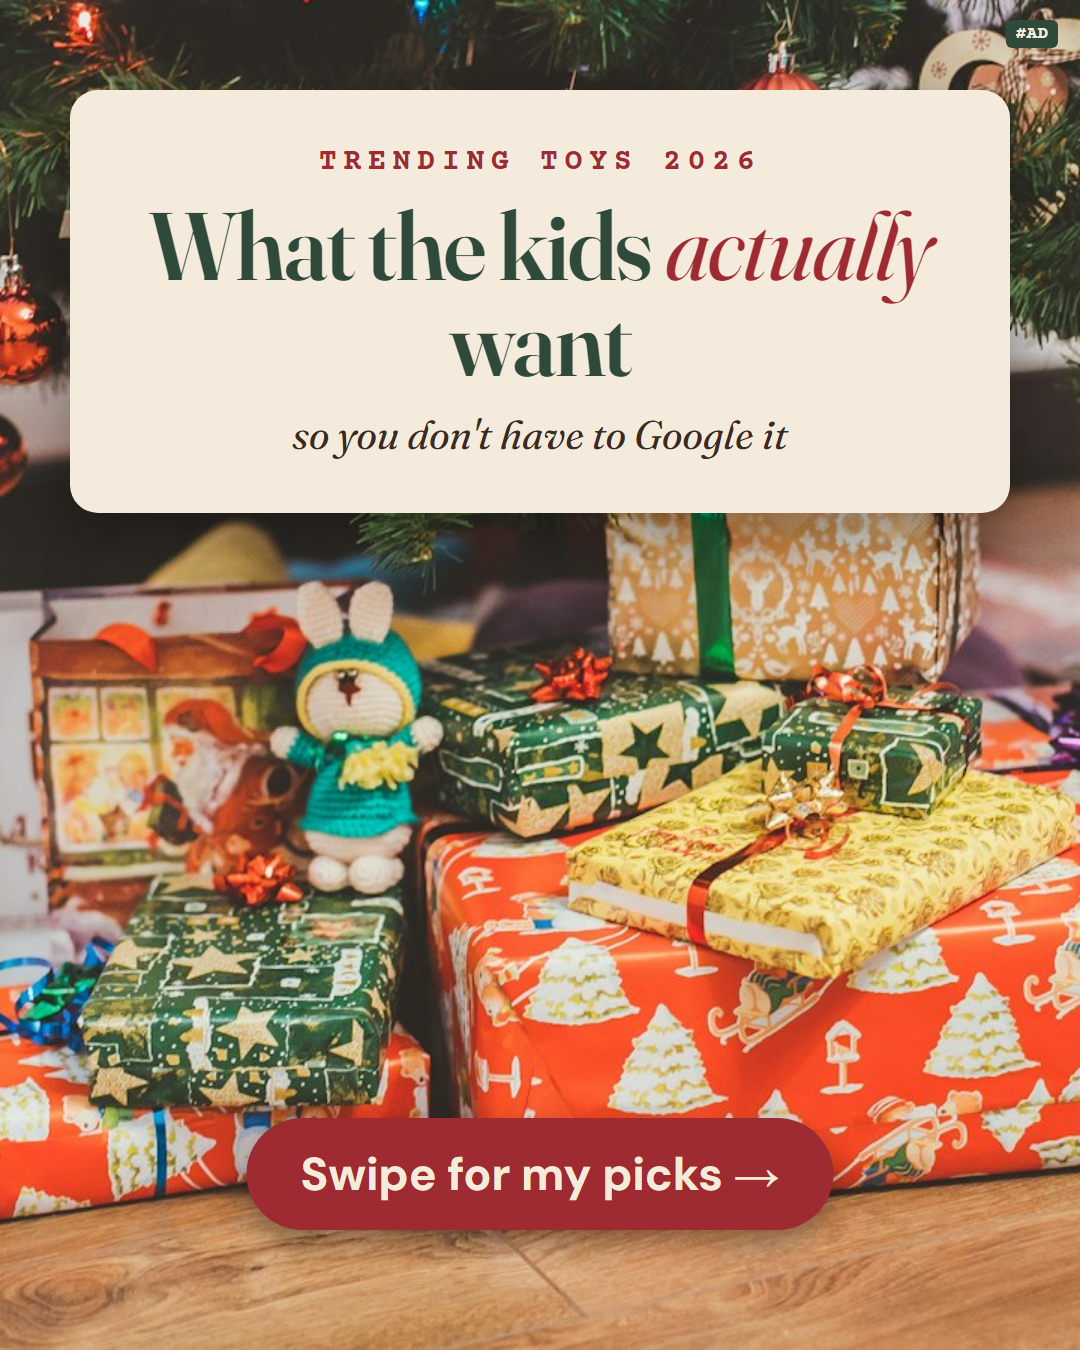 #AD
TRENDING TOYS 2026
What the kids actually
want
so you don't have to Google it
Swipe for my picks →